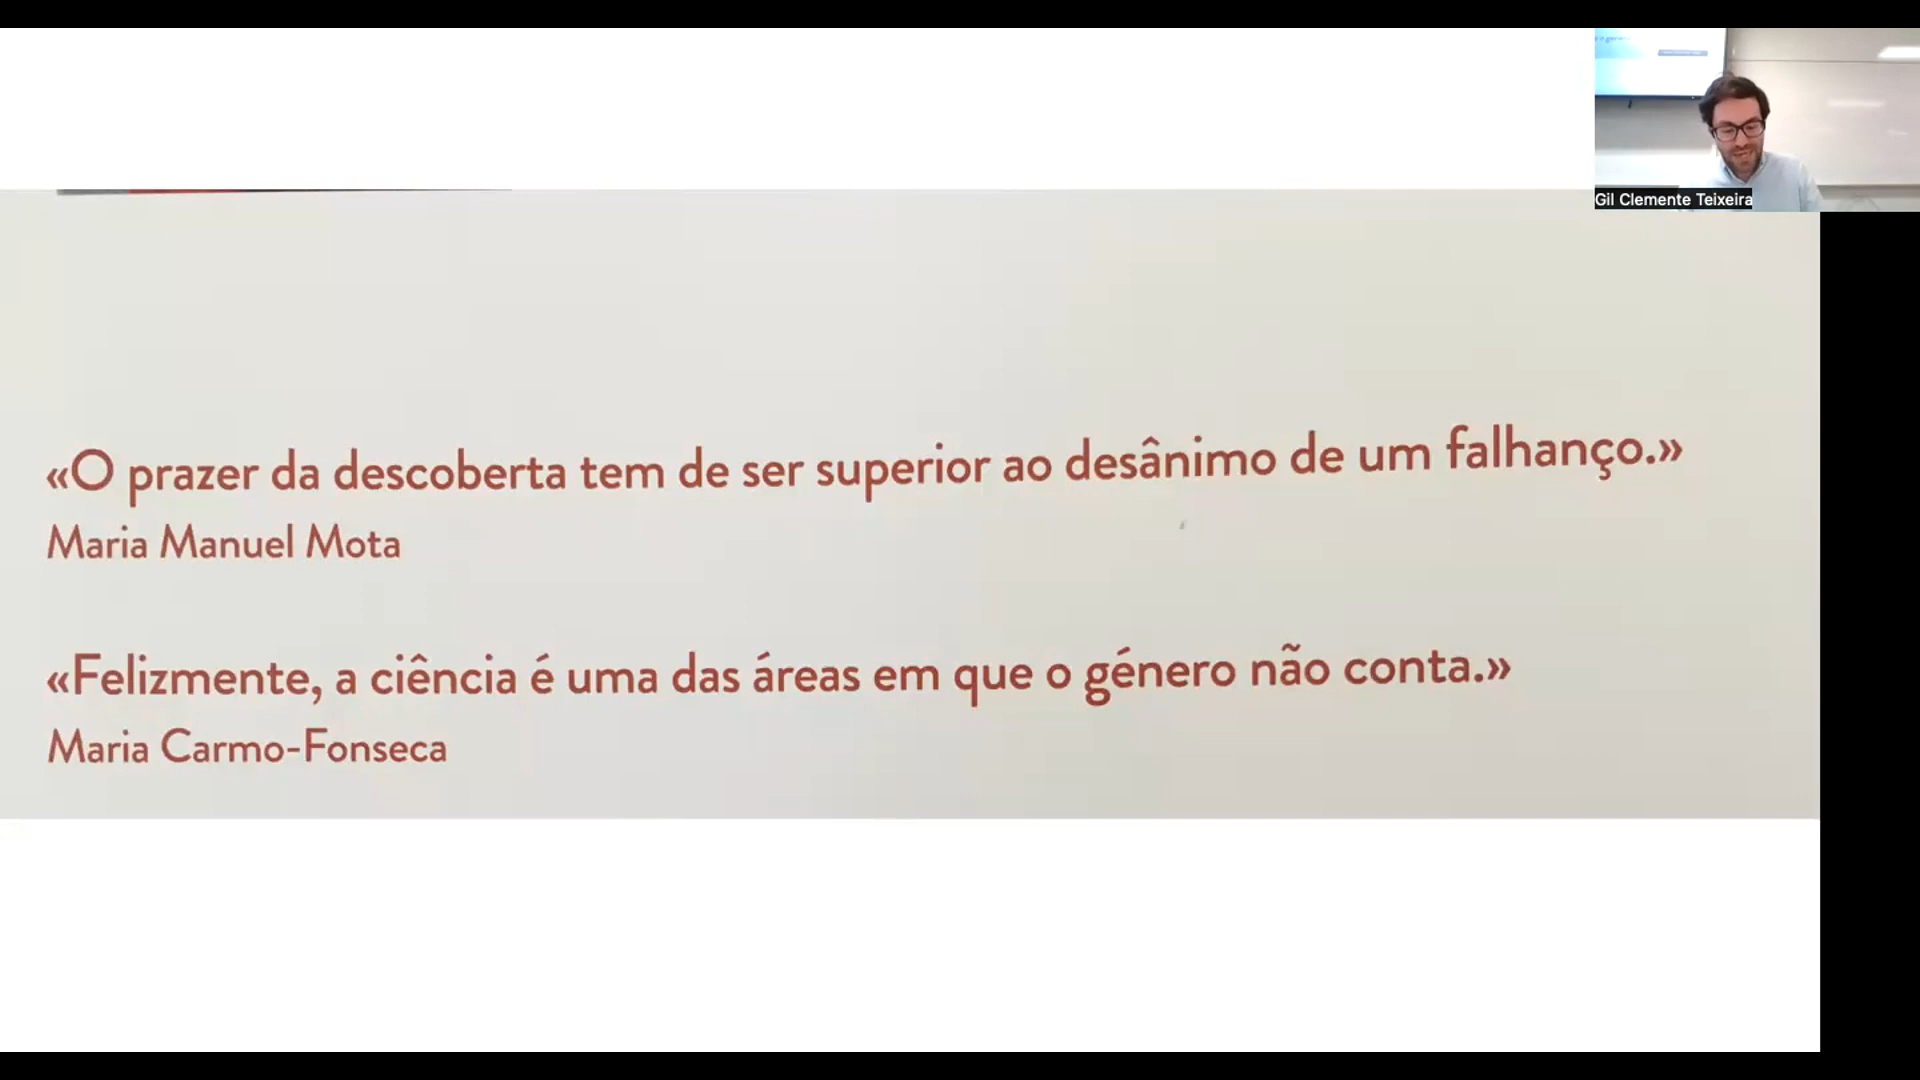 Gil Clemente Teixeira
«O prazer da descoberta tem de ser superior ao desânimo de um falhanço.»
Maria Manuel Mota
«Felizmente, a ciência é uma das áreas em que o género não conta.»
Maria Carmo-Fonseca